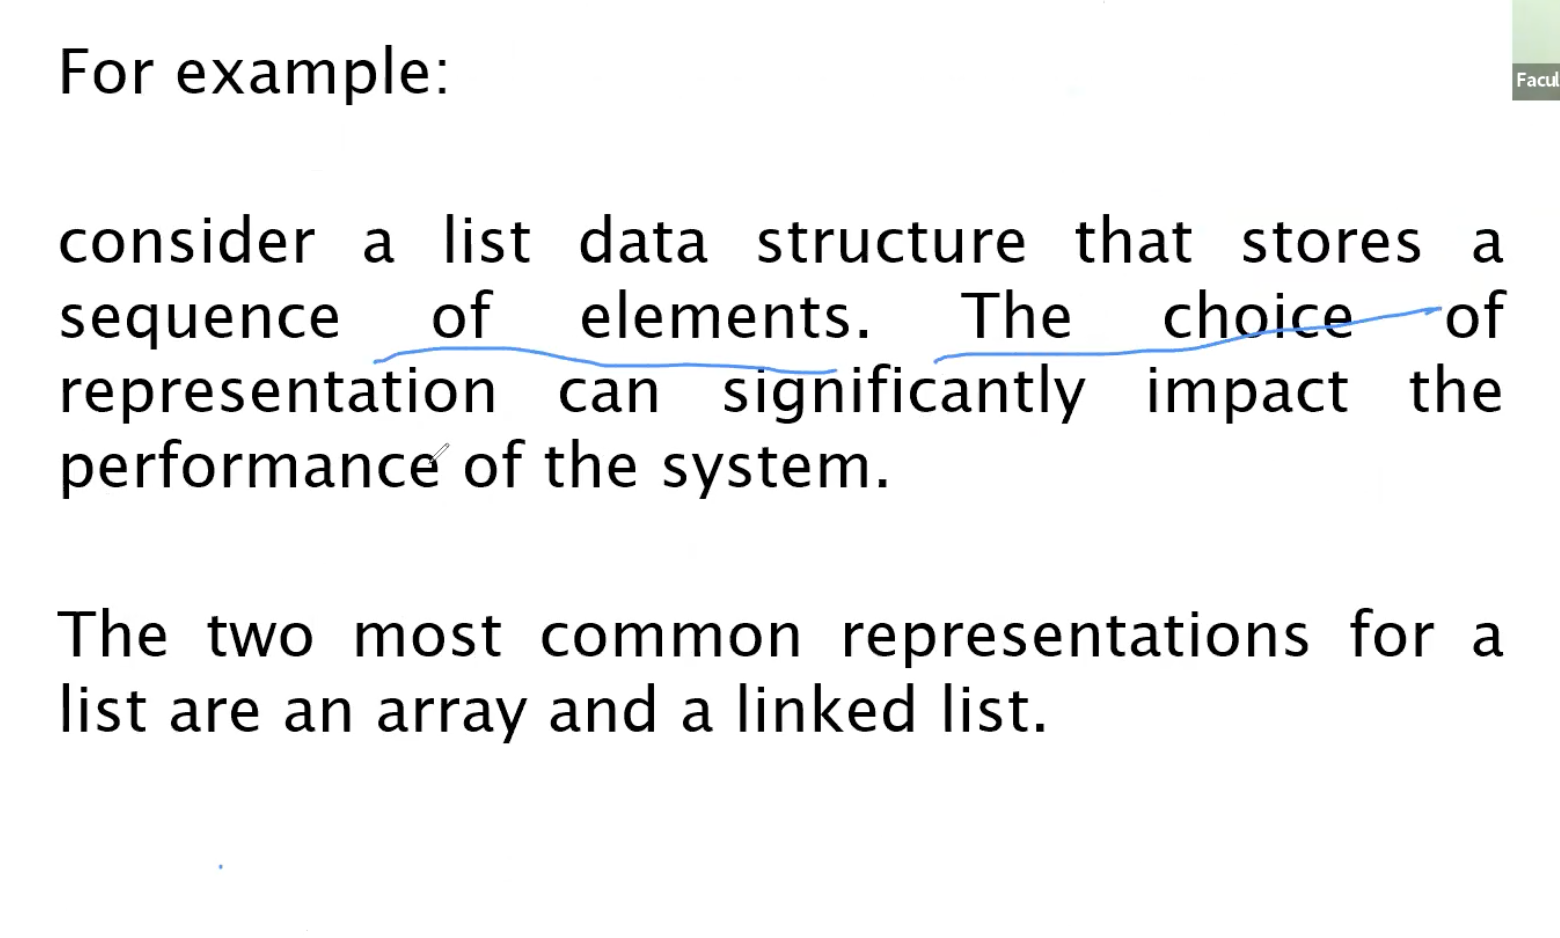 For example:
Facul
consider a list data structure that stores a
sequence of elements. The choice of
representation can significantly impact the
performance of the system.
The two most common representations for a
list are an array and a linked list.